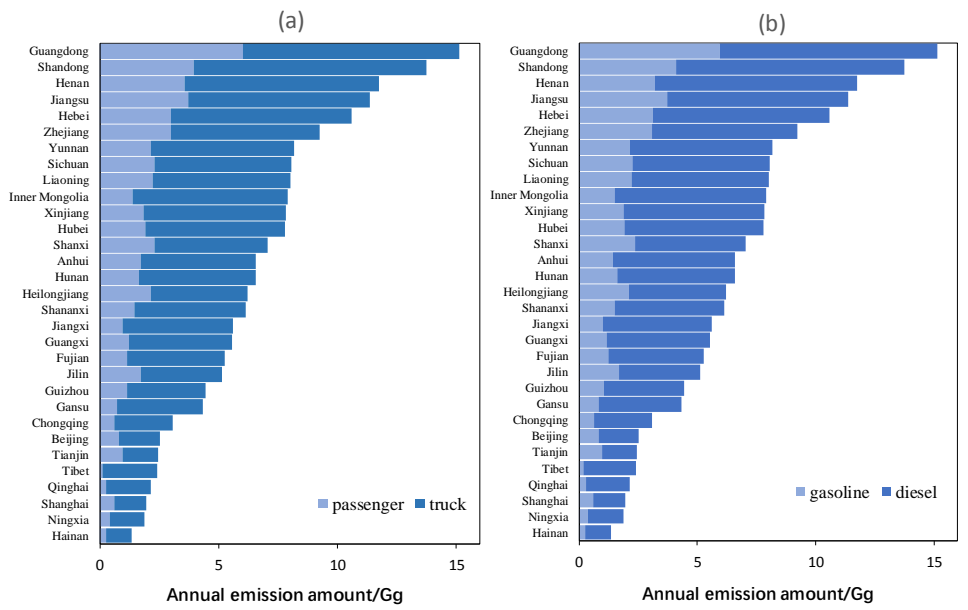 (a)
Guangdong
Shandong
Henan
Jiangsu
Hebei
Zhejiang
Yunnan
Sichuan
Liaoning
Inner Mongolia
Xinjiang
Hubei
Shanxi
Anhui
Hunan
Heilongjiang
Shananxi
Jiangxi
Guangxi
Fujian
Jilin
Guizhou
Gansu
Chongqing
Beijing
Tianjin
Tibet
Qinghai
Shanghai
Ningxia
Hainan
passenger truck
0 5 10 15
Annual emission amount/Gg
(b)
Guangdong
Shandong
Henan
Jiangsu
Hebei
Zhejiang
Yunnan
Sichuan
Liaoning
Inner Mongolia
Xinjiang
Hubei
Shanxi
Anhui
Hunan
Heilongjiang
Shananxi
Jiangxi
Guangxi
Fujian
Jilin
Guizhou
Gansu
Chongqing
Beijing
Tianjin
Tibet
Qinghai
Shanghai
Ningxia
Hainan
gasoline diesel
0 5 10 15
Annual emission amount/Gg